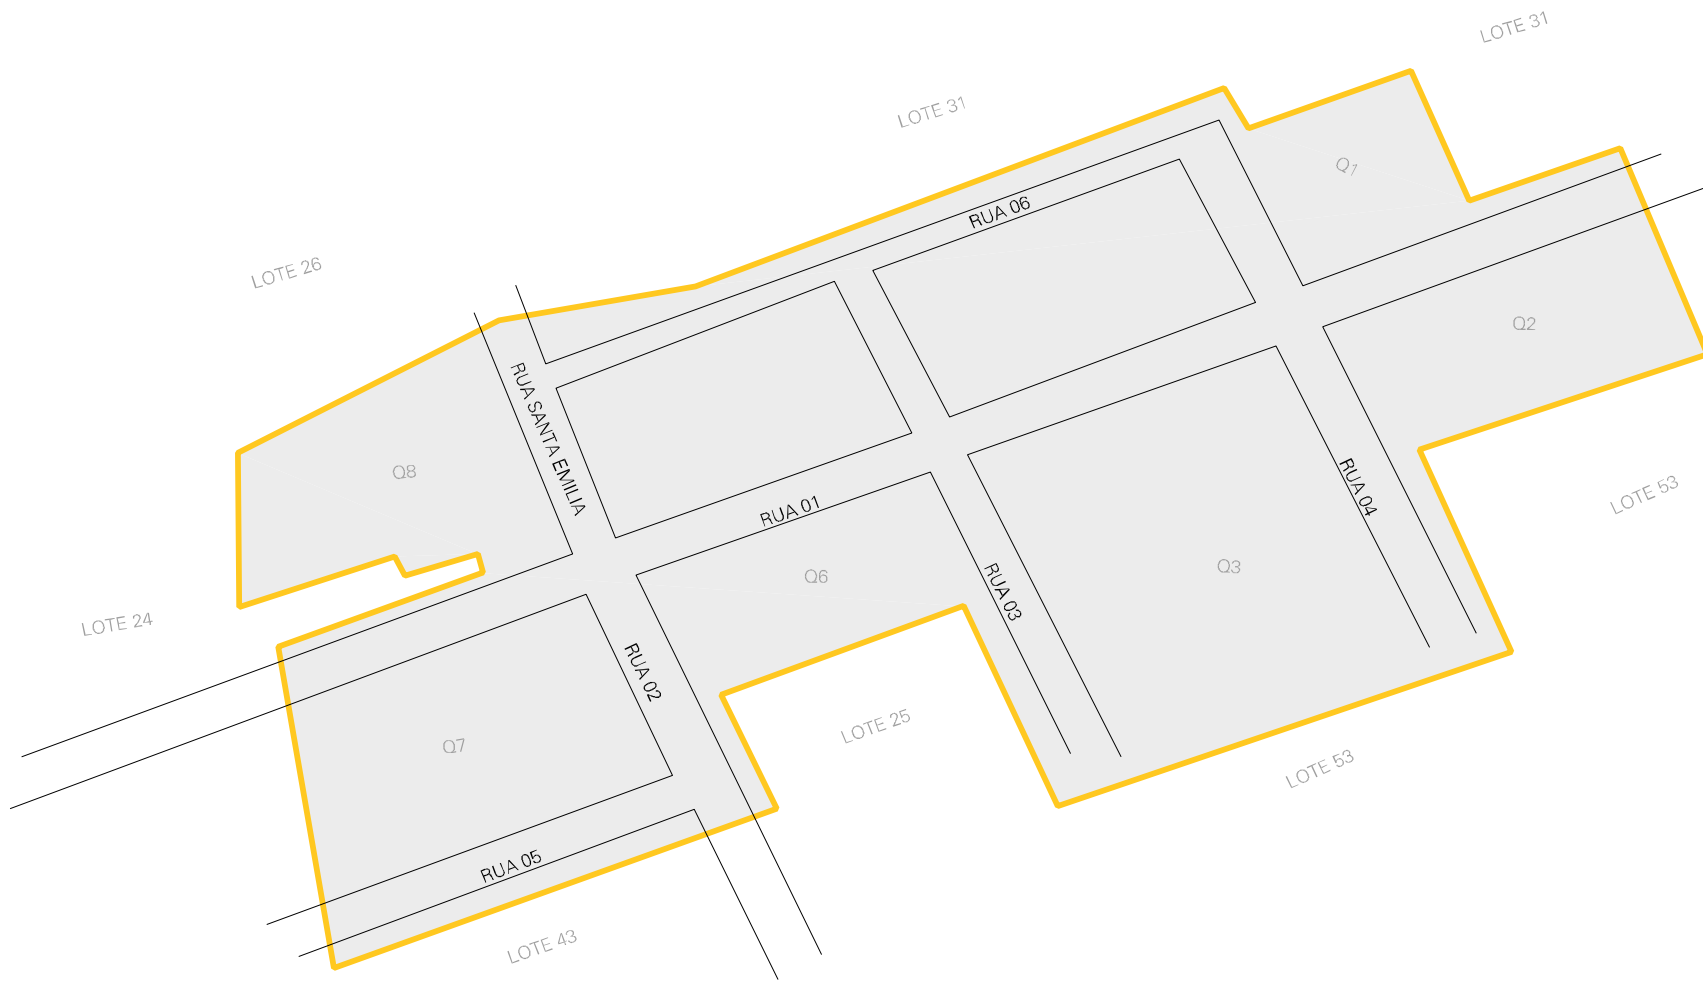 LOTE 31
LOTE 31
Q7
RUA 06
LOTE 26
Q2
RUA SANTA EMILIA
Q8
RUA 04
LOTE 53
RUA 01
Q6
Q3
RUA 03
LOTE 24
RUA 02
LOTE 25
Q7
LOTE 53
RUA 05
LOTE 43